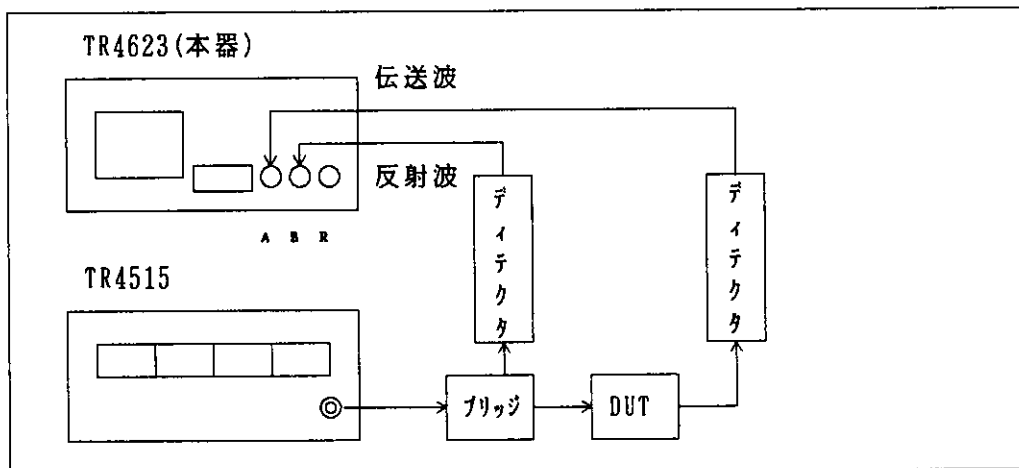 TR4623(本器)
伝送波
反射波
A B R
ディテクタ
ディテクタ
TR4515
ブリッジ
DUT